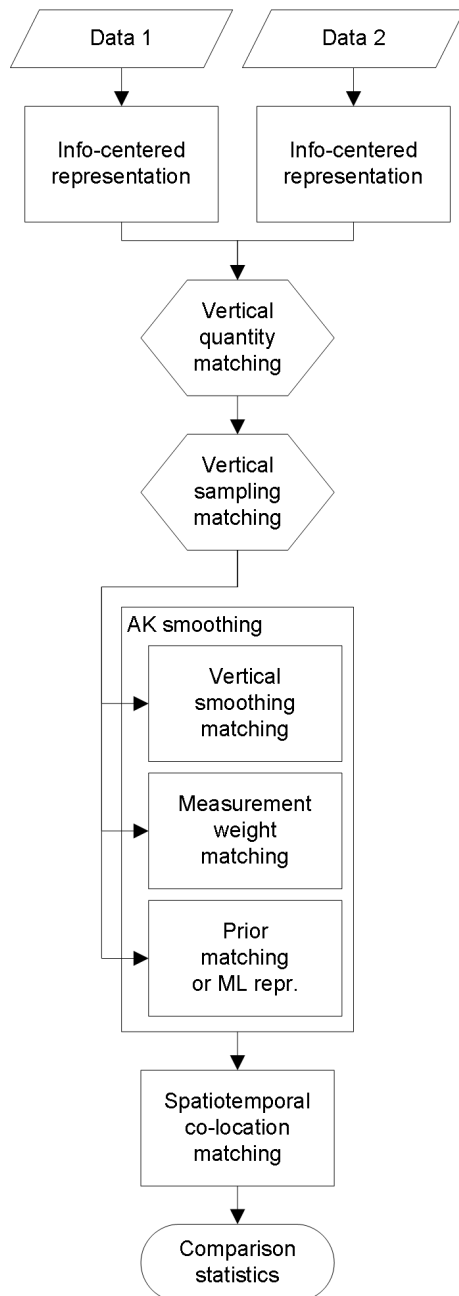 Data 1
Data 2
Info-centered
representation
Info-centered
representation
Vertical
quantity
matching
Vertical
sampling
matching
AK smoothing
Vertical
smoothing
matching
Measurement
weight
matching
Prior
matching
or ML repr.
Spatiotemporal
co-location
matching
Comparison
statistics